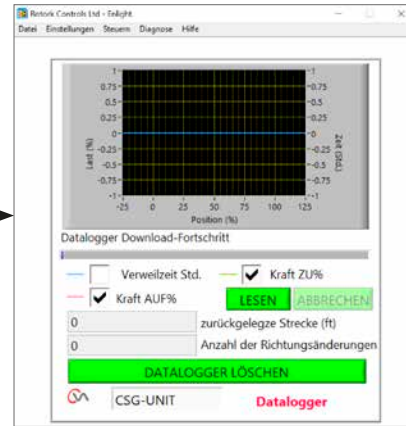 Rotork Controls Ltd - Enlight
Datei Einstellungen Steuern Diagnose Hilfe
1 1
0.75 0.75
0.5 0.5
0.25 0.25
0 0
-0.25 -0.25
-0.5 -0.5
-0.75 -0.75
-1 -1
Last (%)
Zeit (Std.)
-25 0 25 50 75 100 125
Position (%)
Datalogger Download-Fortschritt
Verweilzeit Std. Kraft ZU%
Kraft AUF% LESEN ABBRECHEN
0 zurückgelegze Strecke (ft)
0 Anzahl der Richtungsänderungen
DATALOGGER LÖSCHEN
CSG-UNIT Datalogger